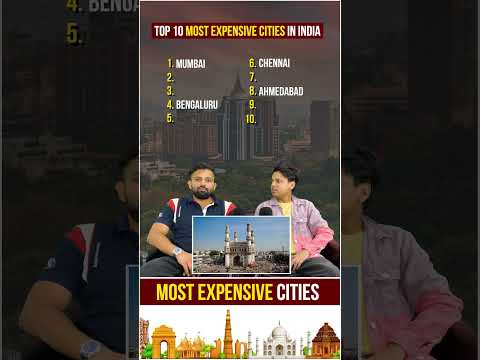 TOP 10 MOST EXPENSIVE CITIES IN INDIA
1. MUMBAI
2.
3.
4. BENGALURU
5.
6. CHENNAI
7.
8. AHMEDABAD
9.
10.
MOST EXPENSIVE CITIES